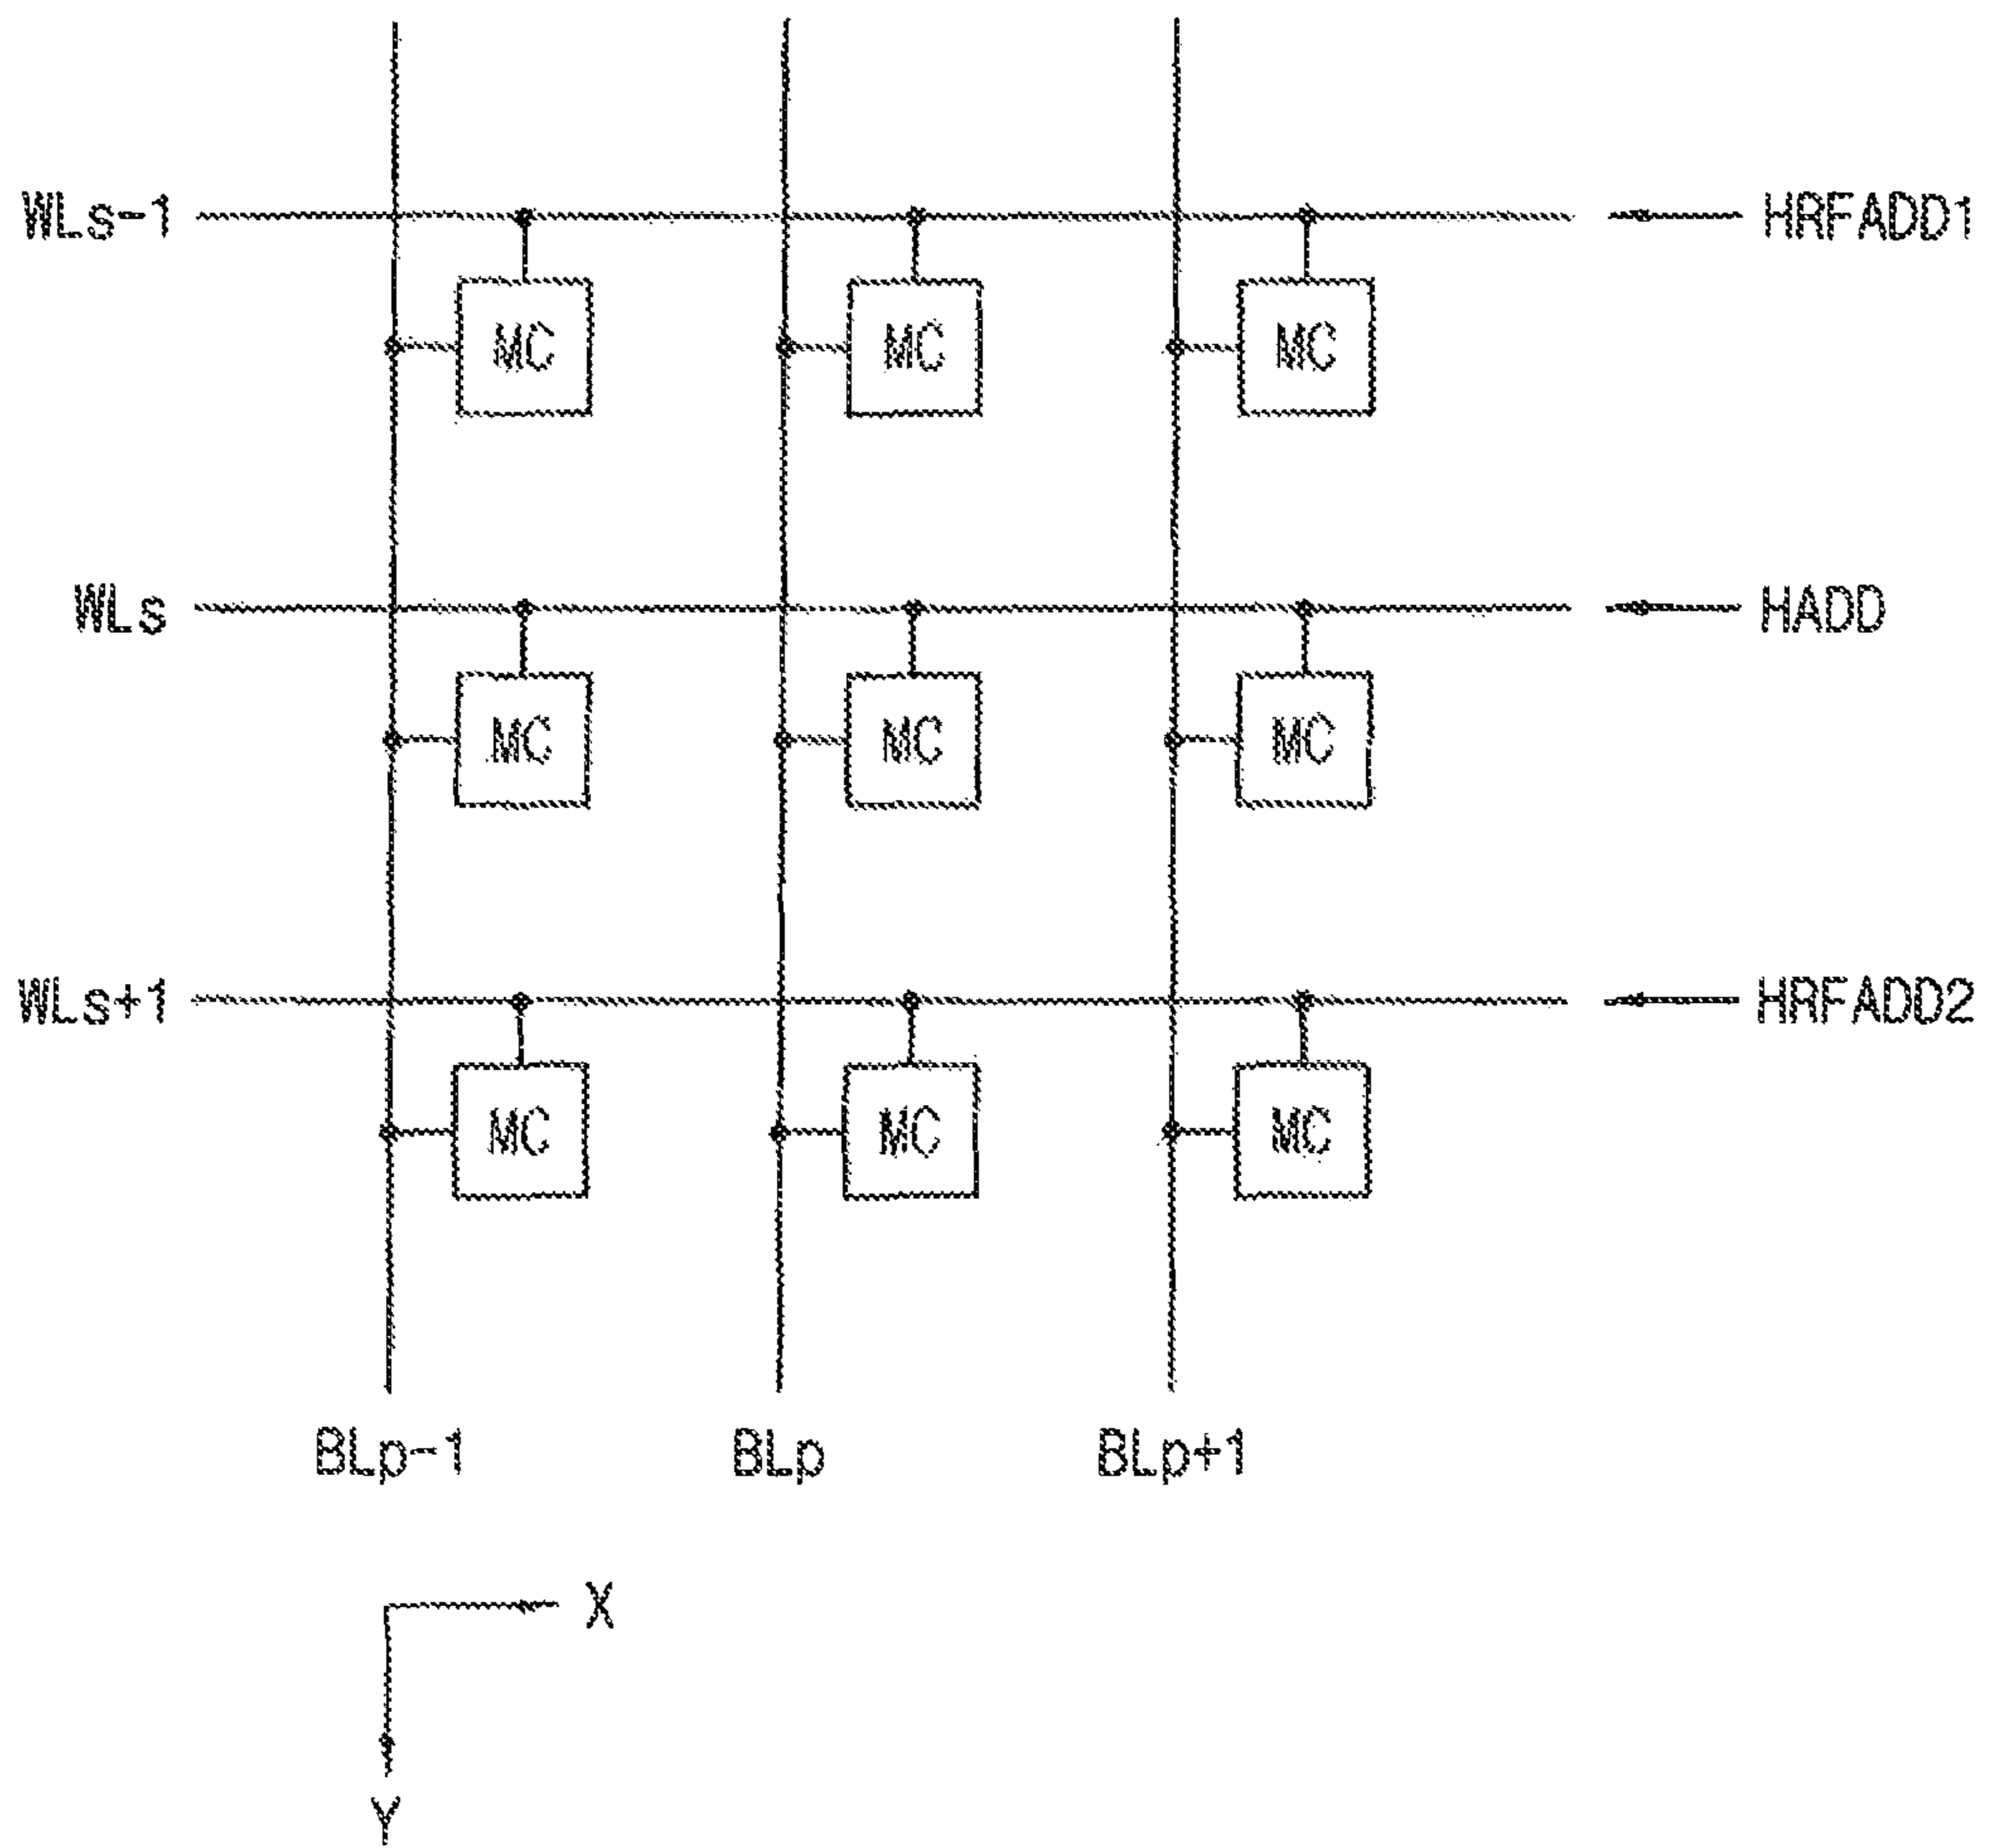 WLs-1 HRFADD1
MC MC MC
WLs HADD
MC MC MC
WLs+1 HRFADD2
MC MC MC
BLp-1 BLp BLp+1
X
Y